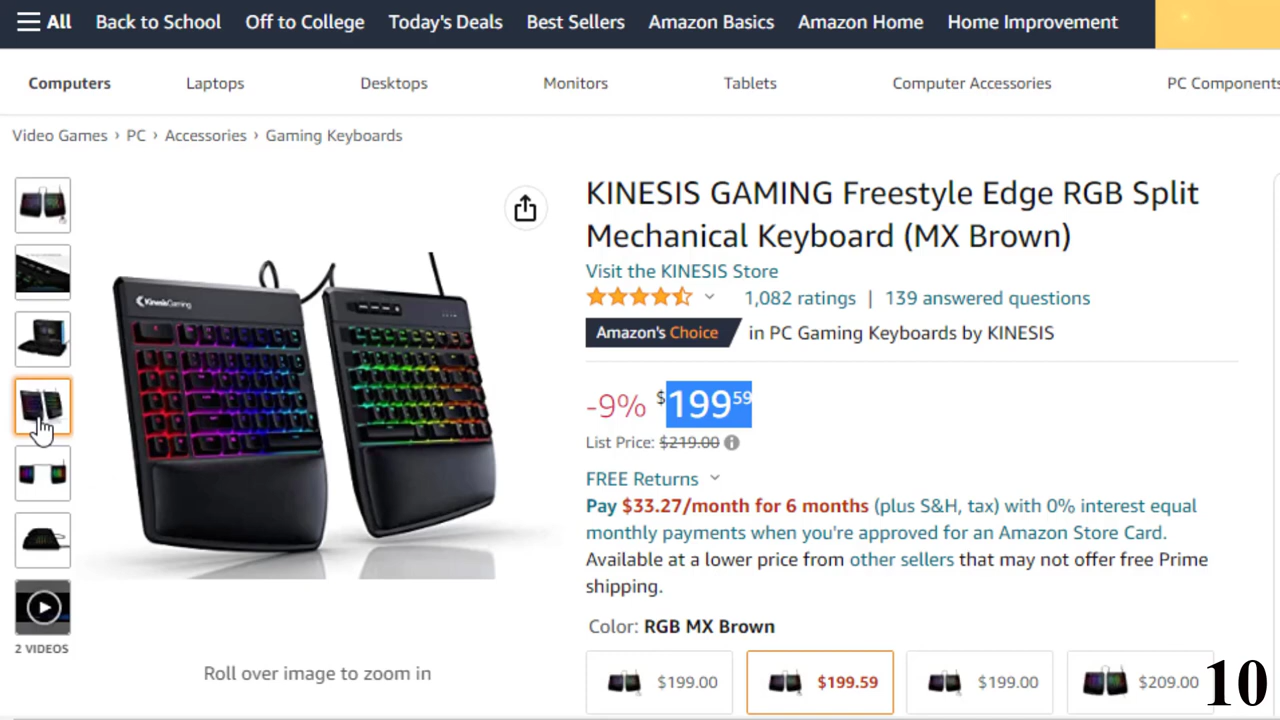 All Back to School Off to College Today's Deals Best Sellers Amazon Basics Amazon Home Home Improvement
Computers Laptops Desktops Monitors Tablets Computer Accessories PC Components
Video Games › PC › Accessories › Gaming Keyboards
KINESIS GAMING Freestyle Edge RGB Split
Mechanical Keyboard (MX Brown)
Visit the KINESIS Store
1,082 ratings | 139 answered questions
Amazon's Choice in PC Gaming Keyboards by KINESIS
KinesisGaming
-9% $19959
List Price: $219.00
FREE Returns
Pay $33.27/month for 6 months (plus S&H, tax) with 0% interest equal
monthly payments when you're approved for an Amazon Store Card.
Available at a lower price from other sellers that may not offer free Prime
shipping.
Color: RGB MX Brown
2 VIDEOS
Roll over image to zoom in
$199.00 $199.59 $199.00 $209.00
10